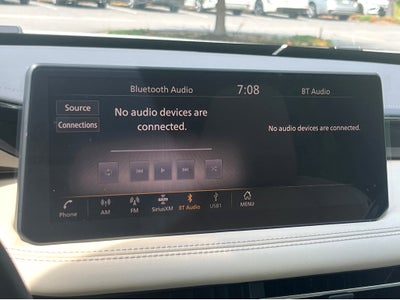 Bluetooth Audio 7:08 BT Audio
Source
Connections
No audio devices are
connected.
No audio devices are connected.
Phone AM FM SiriusXM BT Audio USB1 MENU